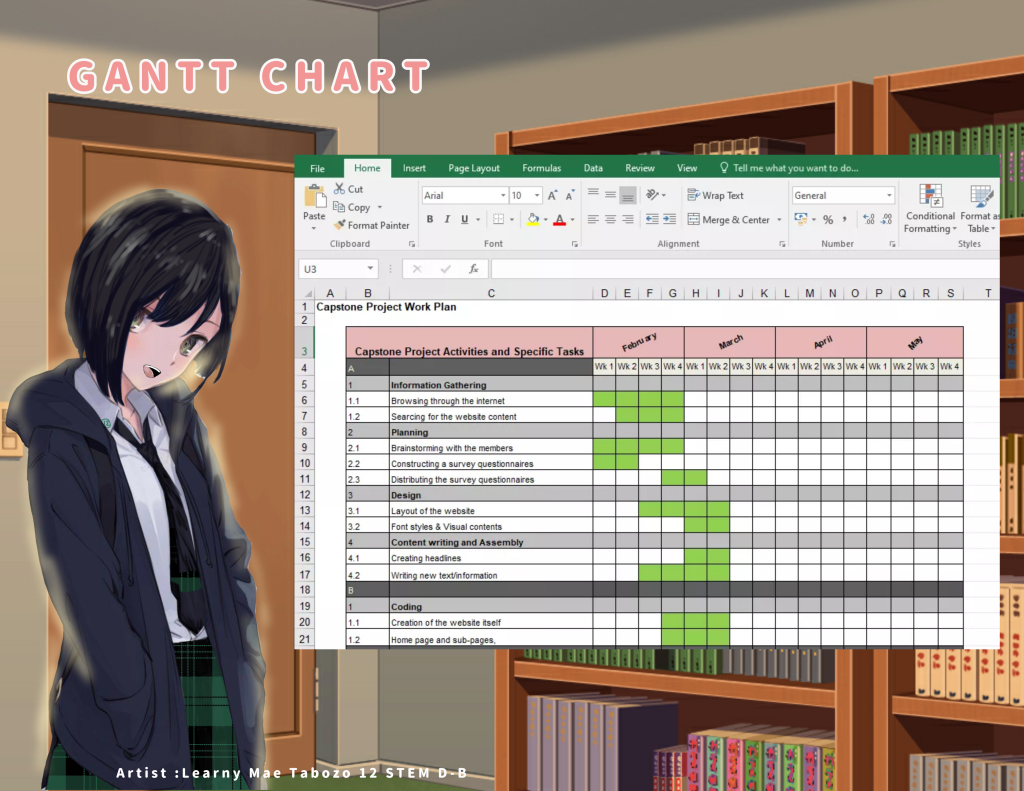 GANTT CHART
File Home Insert Page Layout Formulas Data Review View Tell me what you want to do...
Cut
Copy
Format Painter
Paste
Clipboard
Arial 10
B I U
Font
Wrap Text
Merge & Center
Alignment
General
%
Number
Conditional Formatting
Format as Table
Styles
U3 fx
A B C D E F G H I J K L M N O P Q R S T
1 Capstone Project Work Plan
2
3 Capstone Project Activities and Specific Tasks February March April May
4 A Wk 1 Wk 2 Wk 3 Wk 4 Wk 1 Wk 2 Wk 3 Wk 4 Wk 1 Wk 2 Wk 3 Wk 4 Wk 1 Wk 2 Wk 3 Wk 4
5 1 Information Gathering
6 1.1 Browsing through the internet
7 1.2 Searcing for the website content
8 2 Planning
9 2.1 Brainstorming with the members
10 2.2 Constructing a survey questionnaires
11 2.3 Distributing the survey questionnaires
12 3 Design
13 3.1 Layout of the website
14 3.2 Font styles & Visual contents
15 4 Content writing and Assembly
16 4.1 Creating headlines
17 4.2 Writing new text/information
18 B
19 1 Coding
20 1.1 Creation of the website itself
21 1.2 Home page and sub-pages,
Artist :Learny Mae Tabozo 12 STEM D-B